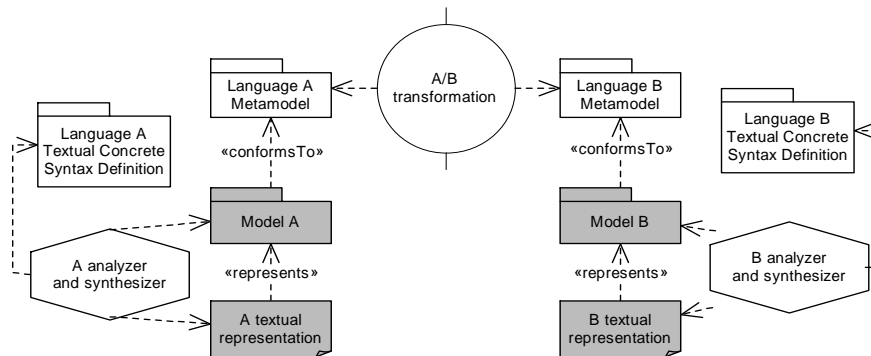 Language A
Metamodel
A/B
transformation
Language B
Metamodel
Language A
Textual Concrete
Syntax Definition
Language B
Textual Concrete
Syntax Definition
«conformsTo»
«conformsTo»
Model A
Model B
A analyzer
and synthesizer
«represents»
«represents»
B analyzer
and synthesizer
A textual
representation
B textual
representation